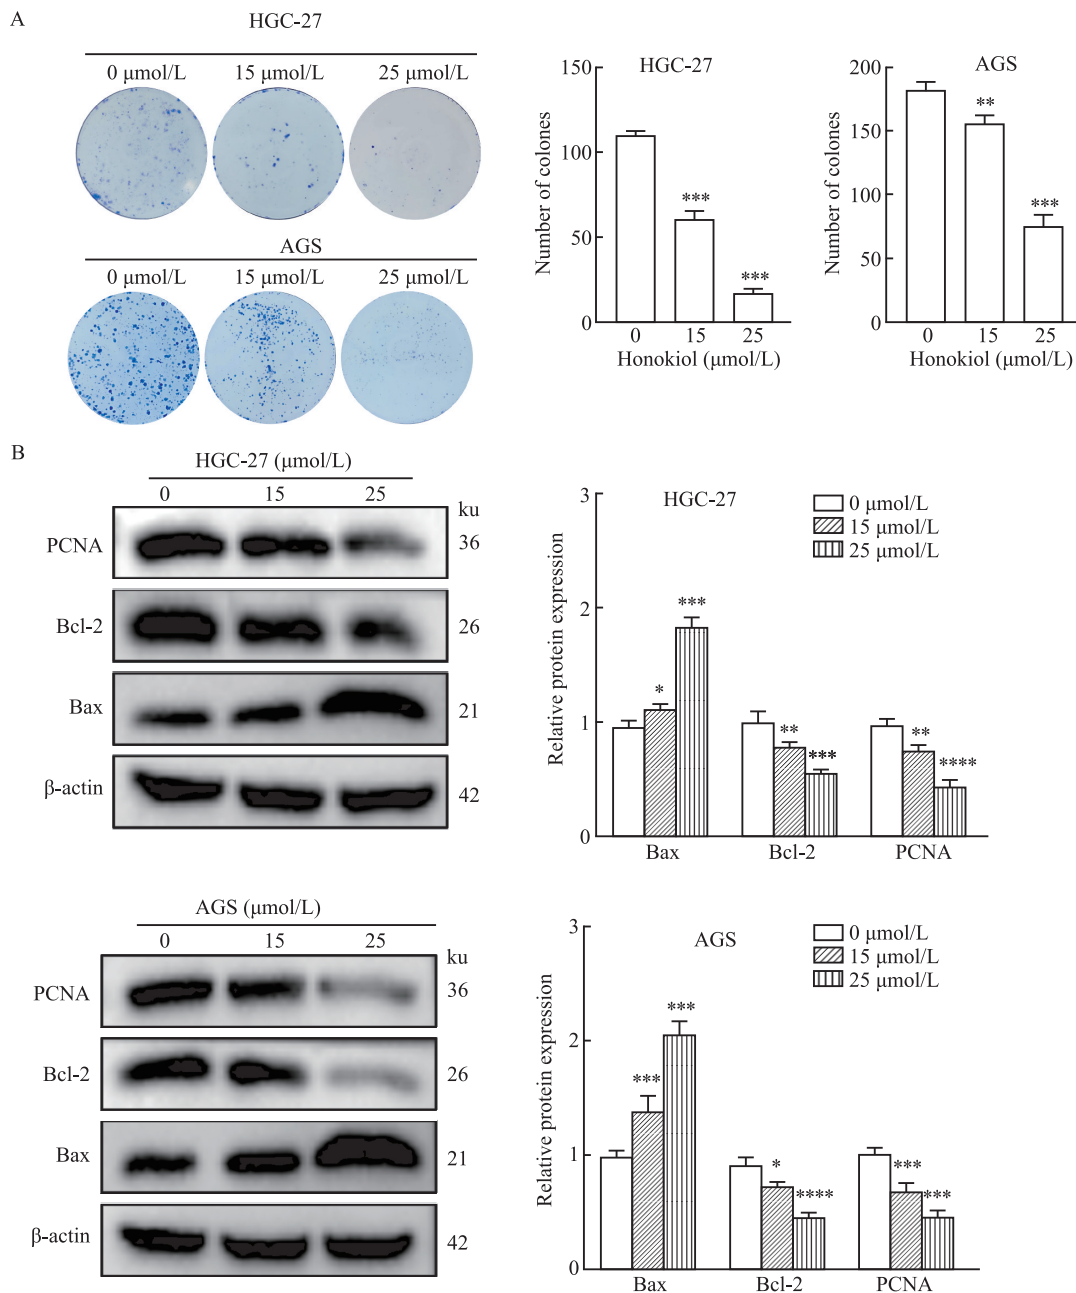 A
HGC-27
0 μmol/L 15 μmol/L 25 μmol/L
AGS
0 μmol/L 15 μmol/L 25 μmol/L
HGC-27
150
100
50
0
Number of colones
***
***
0 15 25
Honokiol (μmol/L)
AGS
200
150
100
50
0
Number of colones
**
***
0 15 25
Honokiol (μmol/L)
B
HGC-27 (μmol/L)
0 15 25
ku
PCNA 36
Bcl-2 26
Bax 21
β-actin 42
HGC-27
0 μmol/L
15 μmol/L
25 μmol/L
3
2
1
0
Relative protein expression
*
***
**
***
**
****
Bax Bcl-2 PCNA
AGS (μmol/L)
0 15 25
ku
PCNA 36
Bcl-2 26
Bax 21
β-actin 42
AGS
0 μmol/L
15 μmol/L
25 μmol/L
3
2
1
0
Relative protein expression
***
***
*
****
***
***
Bax Bcl-2 PCNA